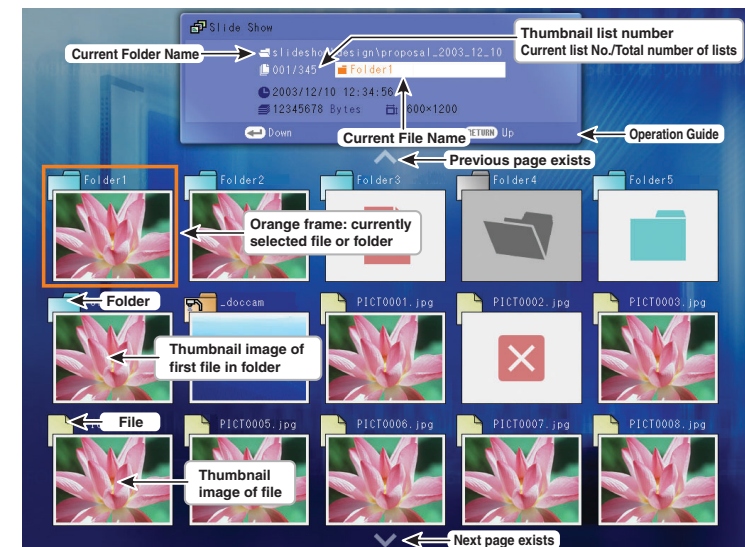 Slide Show
Thumbnail list number
Current list No./Total number of lists
Current Folder Name
slidesho
design\proposal_2003_12_10
001/345
Folder1
2003/12/10 12:34:56
12345678 Bytes
600×1200
Down
Current File Name
RETURN Up
Operation Guide
Previous page exists
Folder1
Folder2
Folder3
Folder4
Folder5
Orange frame: currently
selected file or folder
Folder
_doccam
PICT0001.jpg
PICT0002.jpg
PICT0003.jpg
Thumbnail image of
first file in folder
File
PICT0005.jpg
PICT0006.jpg
PICT0007.jpg
PICT0008.jpg
Thumbnail
image of file
Next page exists